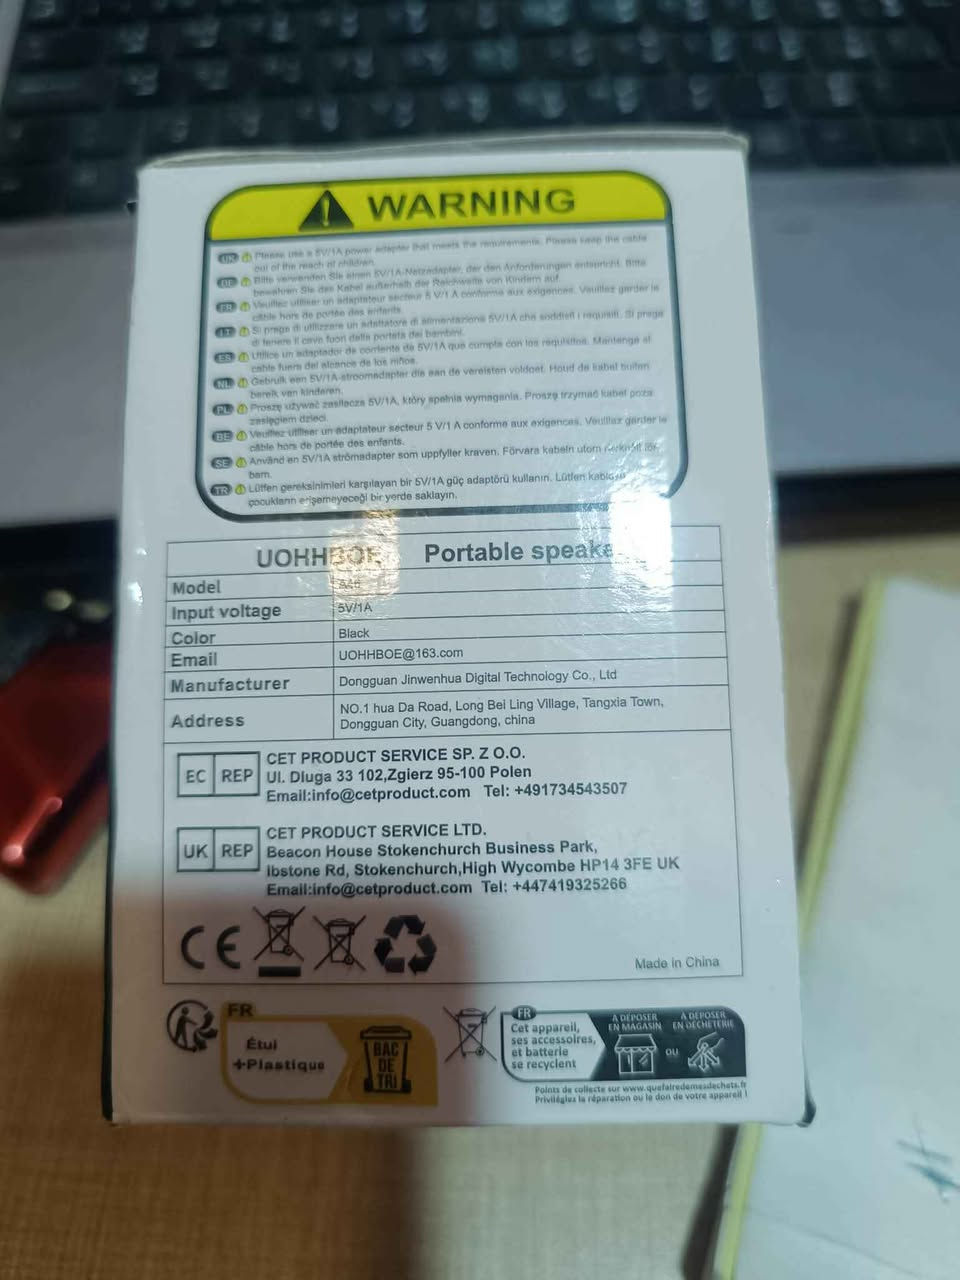 WARNING
UK Please use a 5V/1A power adapter that meets the requirements. Please keep the cable
out of the reach of children.
DE Bitte verwenden Sie einen 5V/1A-Netzadapter, der den Anforderungen entspricht. Bitte
bewahren Sie das Kabel außerhalb der Reichweite von Kindern auf.
FR Veuillez utiliser un adaptateur secteur 5 V/1 A conforme aux exigences. Veuillez garder le
câble hors de portée des enfants.
IT Si prega di utilizzare un adattatore di alimentazione 5V/1A che soddisfi i requisiti. Si prega
di tenere il cavo fuori dalla portata dei bambini.
ES Utilice un adaptador de corriente de 5V/1A que cumpla con los requisitos. Mantenga el
cable fuera del alcance de los niños.
NL Gebruik een 5V/1A-stroomadapter die aan de vereisten voldoet. Houd de kabel buiten
bereik van kinderen.
PL Proszę używać zasilacza 5V/1A, który spełnia wymagania. Proszę trzymać kabel poza
zasięgiem dzieci.
BE Veuillez utiliser un adaptateur secteur 5 V/1 A conforme aux exigences. Veuillez garder le
câble hors de portée des enfants.
SE Använd en 5V/1A strömadapter som uppfyller kraven. Förvara kabeln utom räckhåll för
barn.
TR Lütfen gereksinimleri karşılayan bir 5V/1A güç adaptörü kullanın. Lütfen kabloyu
çocukların erişemeyeceği bir yerde saklayın.
UOHHBOE Portable speaker
Model
Input voltage 5V/1A
Color Black
Email UOHHBOE@163.com
Manufacturer Dongguan Jinwenhua Digital Technology Co., Ltd
Address NO.1 hua Da Road, Long Bei Ling Village, Tangxia Town,
Dongguan City, Guangdong, china
EC REP CET PRODUCT SERVICE SP. Z O.O.
Ul. Dluga 33 102,Zgierz 95-100 Polen
Email:info@cetproduct.com Tel: +491734543507
UK REP CET PRODUCT SERVICE LTD.
Beacon House Stokenchurch Business Park,
Ibstone Rd, Stokenchurch,High Wycombe HP14 3FE UK
Email:info@cetproduct.com Tel: +447419325266
CE
Made in China
FR
Étui
+Plastique
BAC
DE
TRI
FR
Cet appareil,
ses accessoires,
et batterie
se recyclent
À DÉPOSER
EN MAGASIN
OU
À DÉPOSER
EN DÉCHÈTERIE
Points de collecte sur www.quefairedemesdechets.fr
Privilégiez la réparation ou le don de votre appareil !